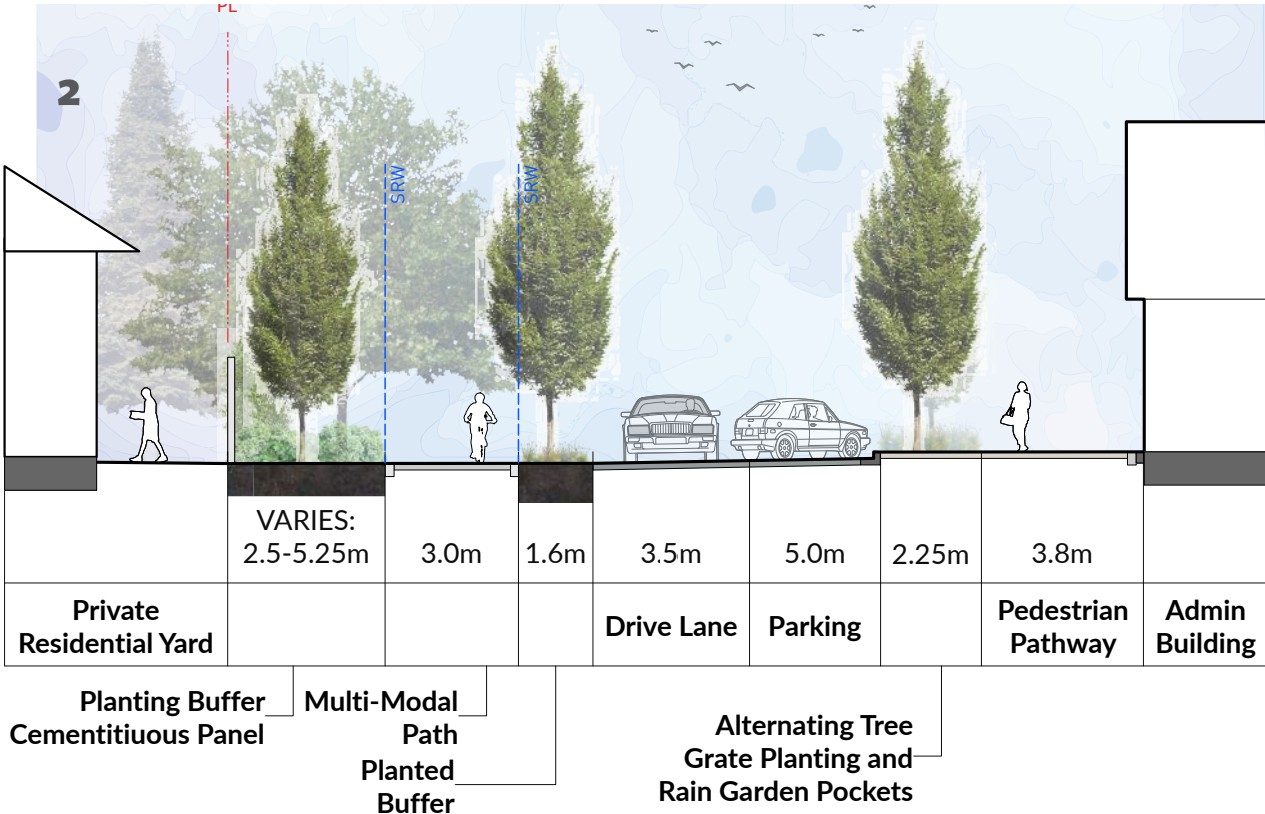 PL
2
SRW
SRW
VARIES:
2.5-5.25m
3.0m
1.6m
3.5m
5.0m
2.25m
3.8m
Private
Residential Yard
Drive Lane
Parking
Pedestrian
Pathway
Admin
Building
Planting Buffer
Cementitiuous Panel
Multi-Modal
Path
Planted
Buffer
Alternating Tree
Grate Planting and
Rain Garden Pockets